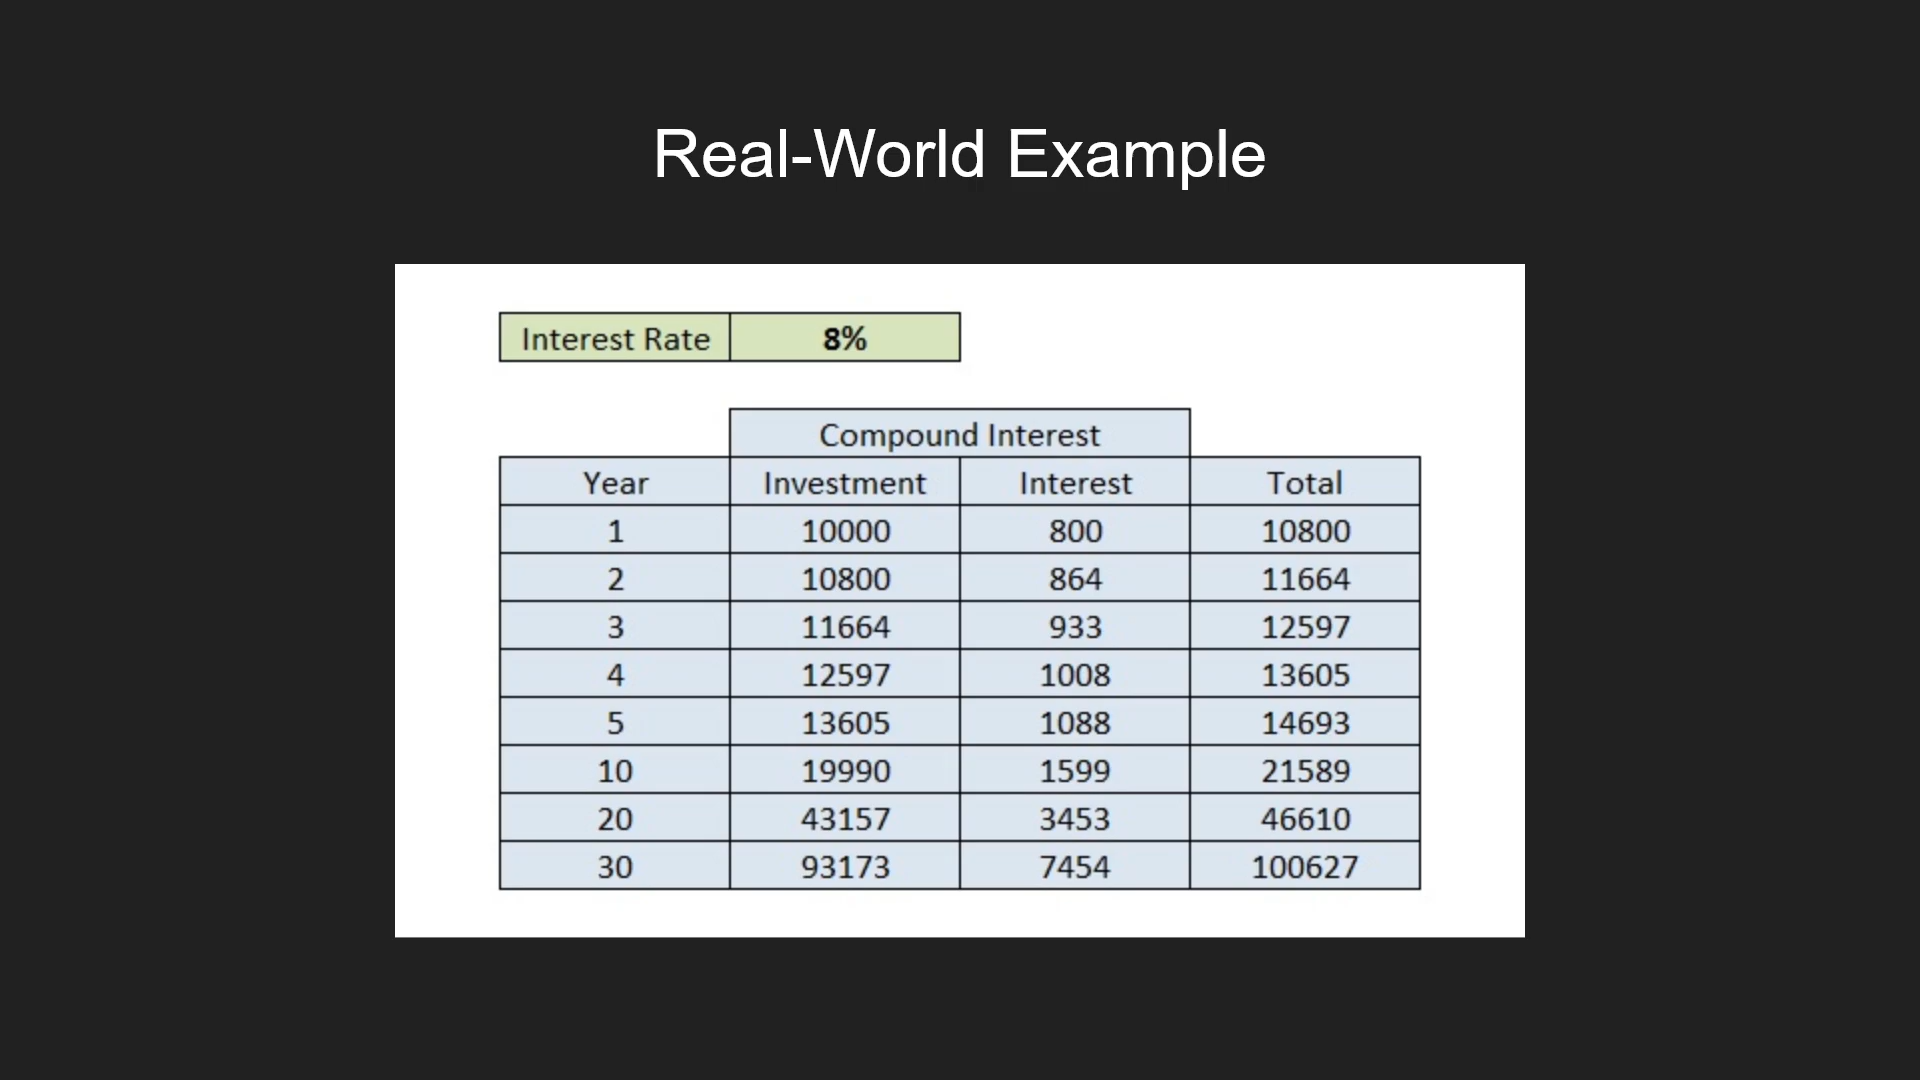 Real-World Example
Interest Rate 8%
Compound Interest
Year Investment Interest Total
1 10000 800 10800
2 10800 864 11664
3 11664 933 12597
4 12597 1008 13605
5 13605 1088 14693
10 19990 1599 21589
20 43157 3453 46610
30 93173 7454 100627